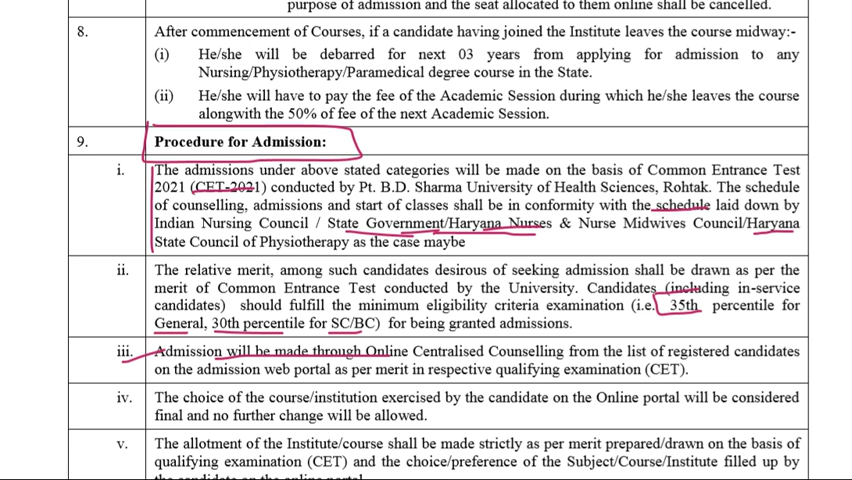 purpose of admission and the seat allocated to them online shall be cancelled.
8. After commencement of Courses, if a candidate having joined the Institute leaves the course midway:-
(i) He/she will be debarred for next 03 years from applying for admission to any
Nursing/Physiotherapy/Paramedical degree course in the State.
(ii) He/she will have to pay the fee of the Academic Session during which he/she leaves the course
alongwith the 50% of fee of the next Academic Session.
9. Procedure for Admission:
i. The admissions under above stated categories will be made on the basis of Common Entrance Test
2021 (CET-2021) conducted by Pt. B.D. Sharma University of Health Sciences, Rohtak. The schedule
of counselling, admissions and start of classes shall be in conformity with the schedule laid down by
Indian Nursing Council / State Government/Haryana Nurses & Nurse Midwives Council/Haryana
State Council of Physiotherapy as the case maybe
ii. The relative merit, among such candidates desirous of seeking admission shall be drawn as per the
merit of Common Entrance Test conducted by the University. Candidates (including in-service
candidates) should fulfill the minimum eligibility criteria examination (i.e. 35th percentile for
General, 30th percentile for SC/BC) for being granted admissions.
iii. Admission will be made through Online Centralised Counselling from the list of registered candidates
on the admission web portal as per merit in respective qualifying examination (CET).
iv. The choice of the course/institution exercised by the candidate on the Online portal will be considered
final and no further change will be allowed.
v. The allotment of the Institute/course shall be made strictly as per merit prepared/drawn on the basis of
qualifying examination (CET) and the choice/preference of the Subject/Course/Institute filled up by